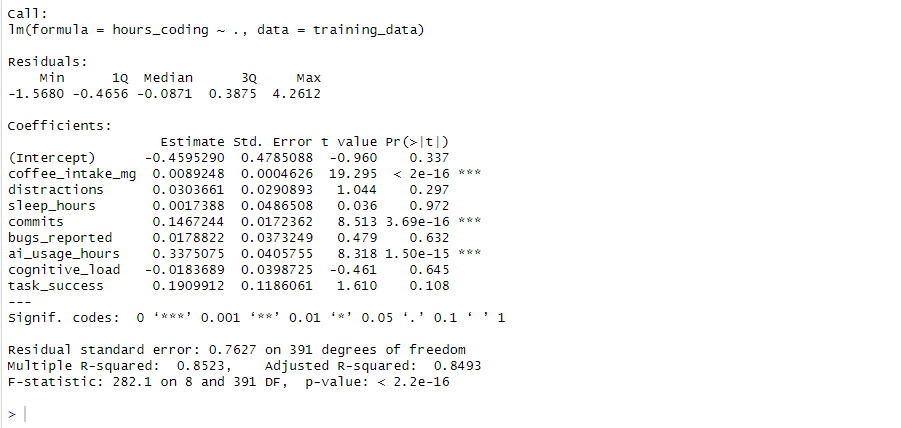 Call:
lm(formula = hours_coding ~ ., data = training_data)
Residuals:
    Min      1Q  Median      3Q     Max
-1.5680 -0.4656 -0.0871  0.3875  4.2612
Coefficients:
                   Estimate Std. Error t value Pr(>|t|)
(Intercept)      -0.4595290  0.4785088  -0.960    0.337
coffee_intake_mg  0.0089248  0.0004626  19.295  < 2e-16 ***
distractions      0.0303661  0.0290893   1.044    0.297
sleep_hours       0.0017388  0.0486508   0.036    0.972
commits           0.1467244  0.0172362   8.513 3.69e-16 ***
bugs_reported     0.0178822  0.0373249   0.479    0.632
ai_usage_hours    0.3375075  0.0405755   8.318 1.50e-15 ***
cognitive_load   -0.0183689  0.0398725  -0.461    0.645
task_success      0.1909912  0.1186061   1.610    0.108
---
Signif. codes:  0 ‘***’ 0.001 ‘**’ 0.01 ‘*’ 0.05 ‘.’ 0.1 ‘ ’ 1
Residual standard error: 0.7627 on 391 degrees of freedom
Multiple R-squared:  0.8523,    Adjusted R-squared:  0.8493
F-statistic: 282.1 on 8 and 391 DF,  p-value: < 2.2e-16
>